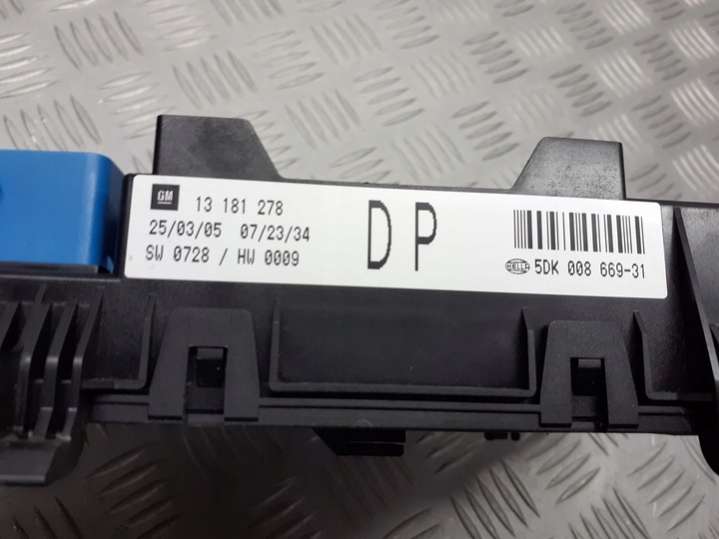 GM 13 181 278
25/03/05 07/23/34
SW 0728 / HW 0009
DP
HELLA 5DK 008 669-31